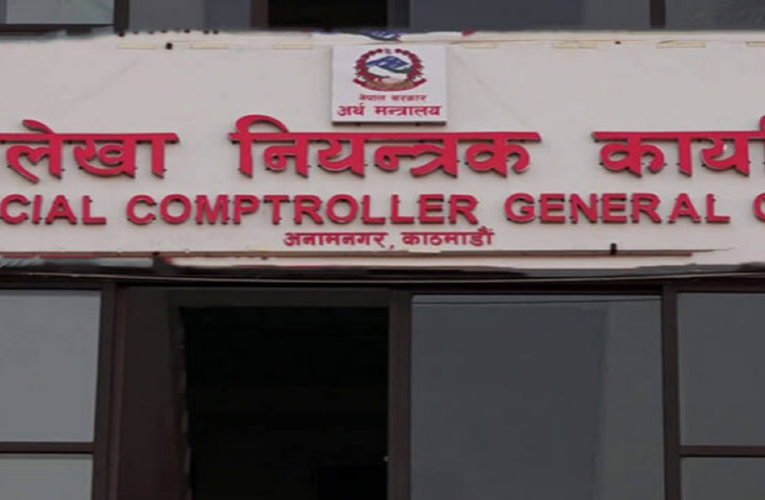 नेपाल सरकार
अर्थ मन्त्रालय
लेखा नियन्त्रक कार्य
CIAL COMPTROLLER GENERAL
अनामनगर, काठमाडौं